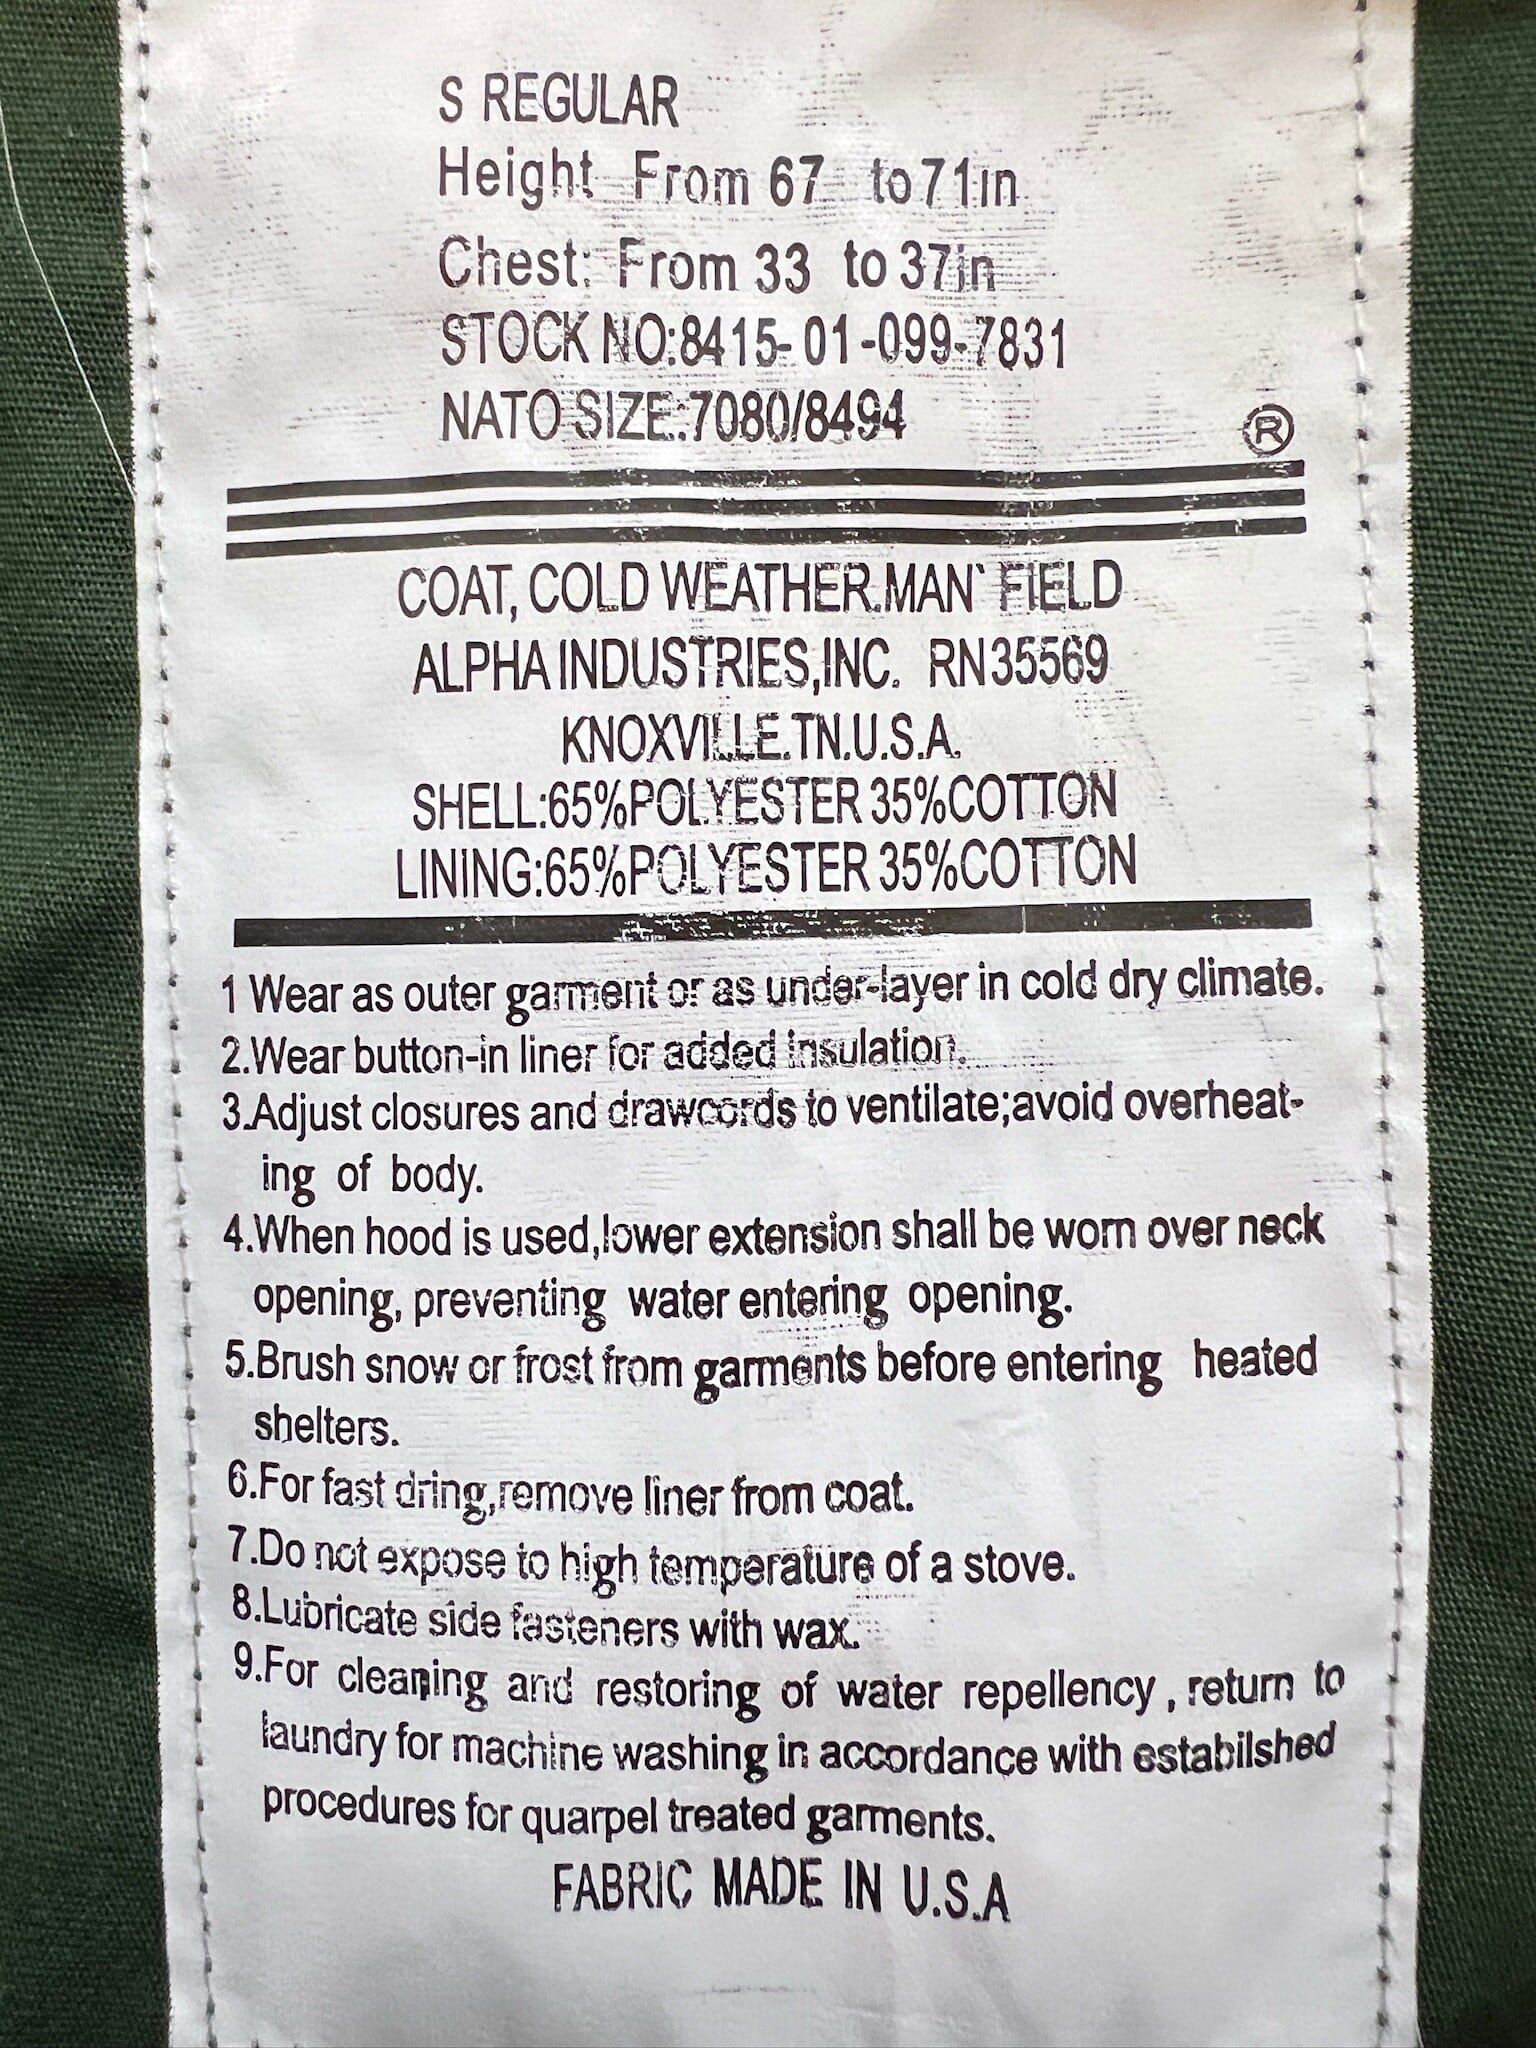 S REGULAR
Height From 67 to 71in
Chest: From 33 to 37in
STOCK NO:8415-01-099-7831
NATO SIZE:7080/8494
®
COAT, COLD WEATHER.MAN` FIELD
ALPHA INDUSTRIES,INC. RN35569
KNOXVILLE.TN.U.S.A.
SHELL:65%POLYESTER 35%COTTON
LINING:65%POLYESTER 35%COTTON
1 Wear as outer garment or as under-layer in cold dry climate.
2.Wear button-in liner for added insulation.
3.Adjust closures and drawcords to ventilate;avoid overheat-
ing of body.
4.When hood is used,lower extension shall be worn over neck
opening, preventing water entering opening.
5.Brush snow or frost from garments before entering heated
shelters.
6.For fast dring,remove liner from coat.
7.Do not expose to high temperature of a stove.
8.Lubricate side fasteners with wax.
9.For cleaning and restoring of water repellency , return to
laundry for machine washing in accordance with estabilshed
procedures for quarpel treated garments.
FABRIC MADE IN U.S.A